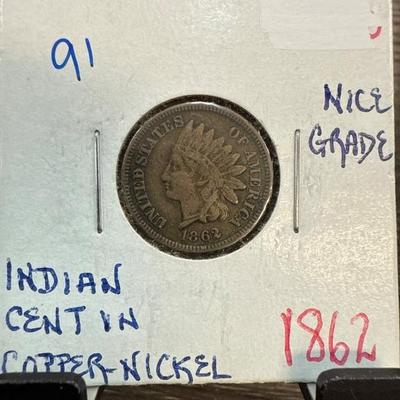 91
NICE
GRADE
UNITED STATES OF AMERICA
1862
INDIAN
CENT IN
COPPER-NICKEL
1862